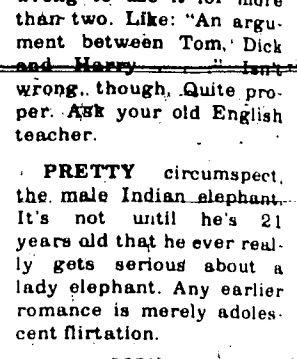 than two. Like: "An argu-
ment between Tom, Dick
and Harry . . ." Isn't
wrong, though. Quite pro-
per. Ask your old English
teacher.
PRETTY circumspect,
the male Indian elephant.
It's not until he's 21
years old that he ever real-
ly gets serious about a
lady elephant. Any earlier
romance is merely adoles-
cent flirtation.